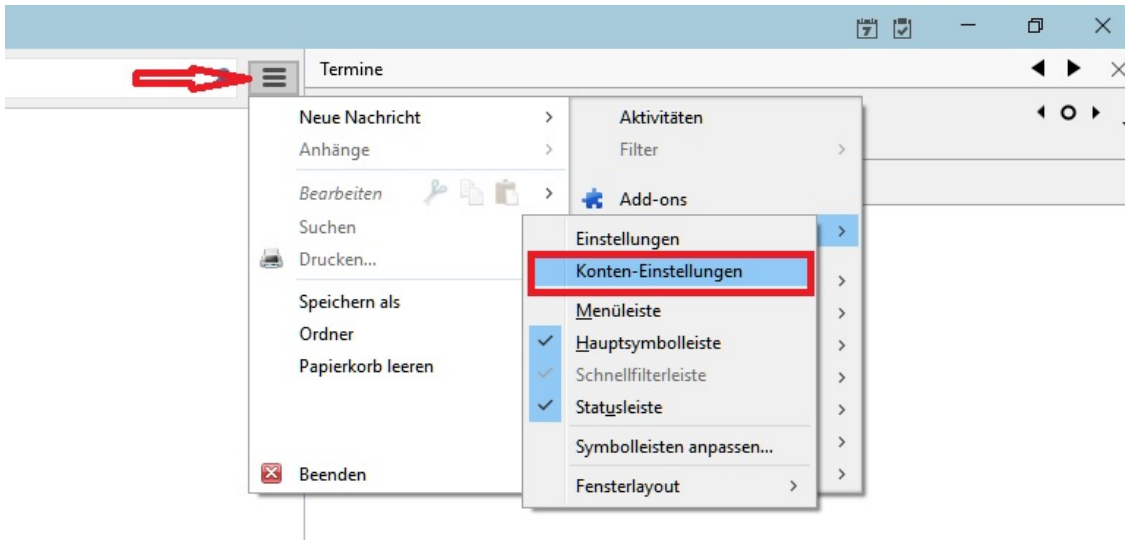 7
Termine
Neue Nachricht
Anhänge
Bearbeiten
Suchen
Drucken...
Speichern als
Ordner
Papierkorb leeren
Beenden
Aktivitäten
Filter
Add-ons
Einstellungen
Konten-Einstellungen
Menüleiste
Hauptsymbolleiste
Schnellfilterleiste
Statusleiste
Symbolleisten anpassen...
Fensterlayout